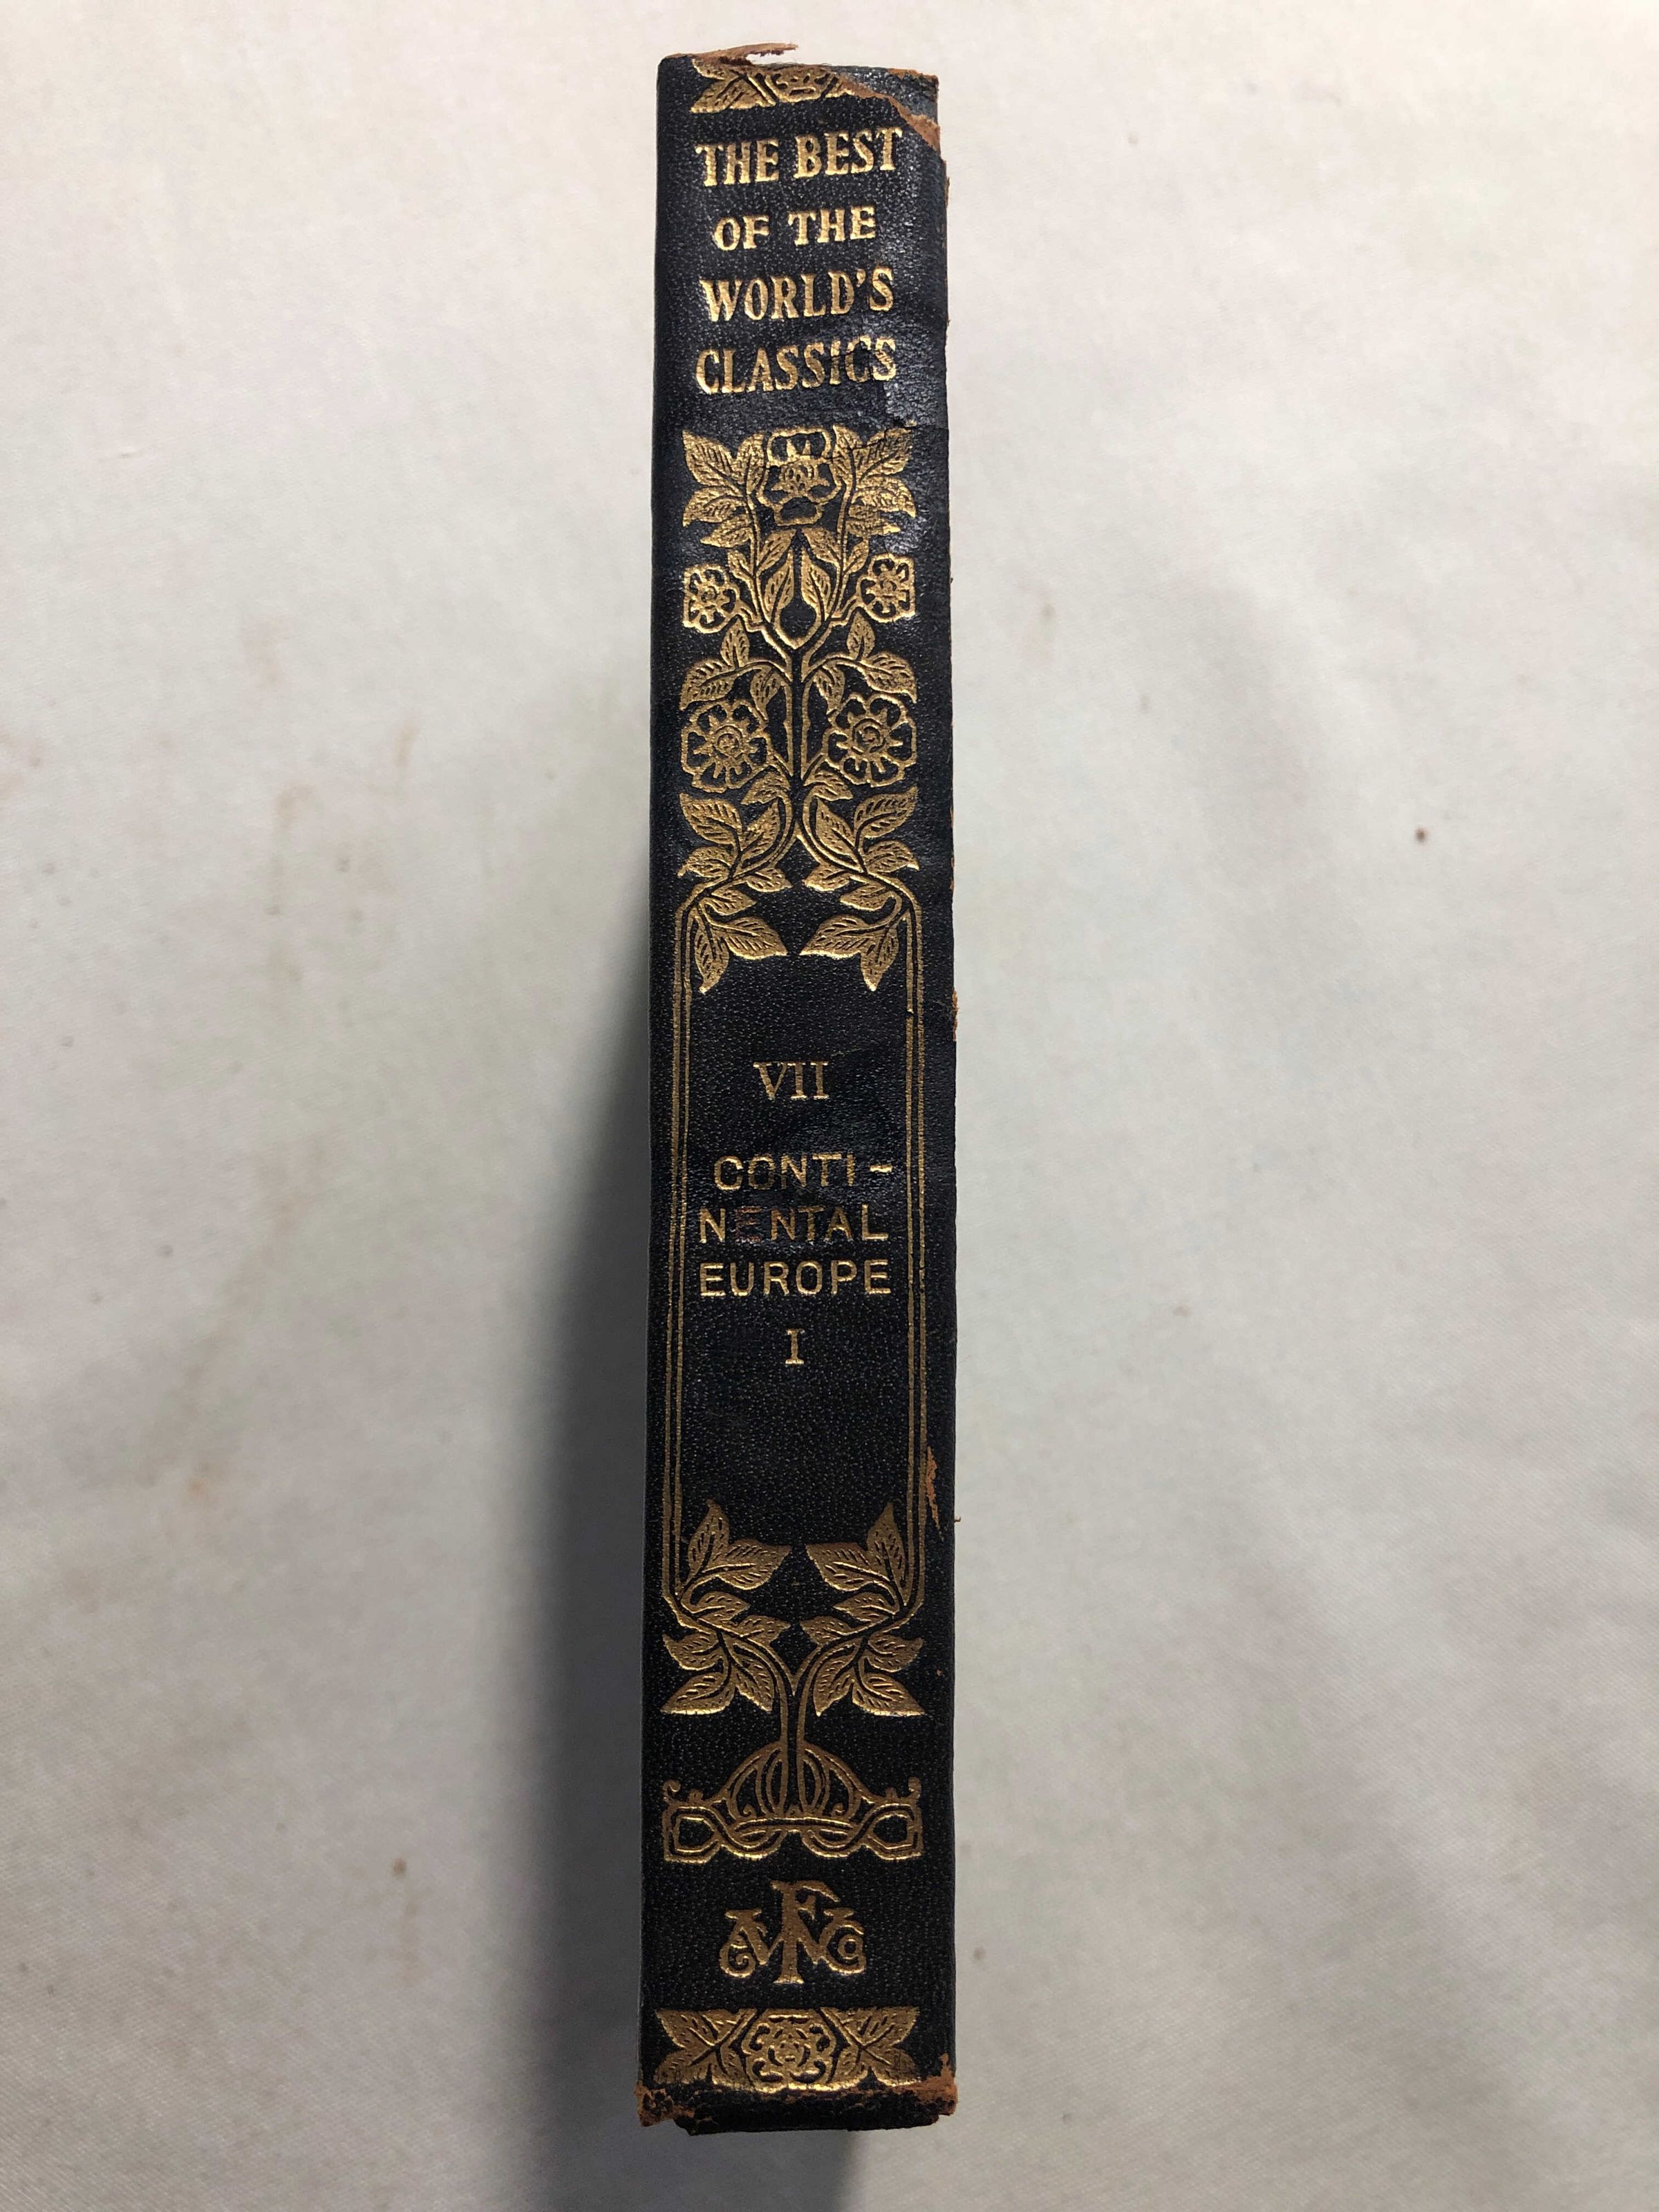 THE BEST
OF THE
WORLD'S
CLASSICS
VII
CONTI-
NENTAL
EUROPE
I